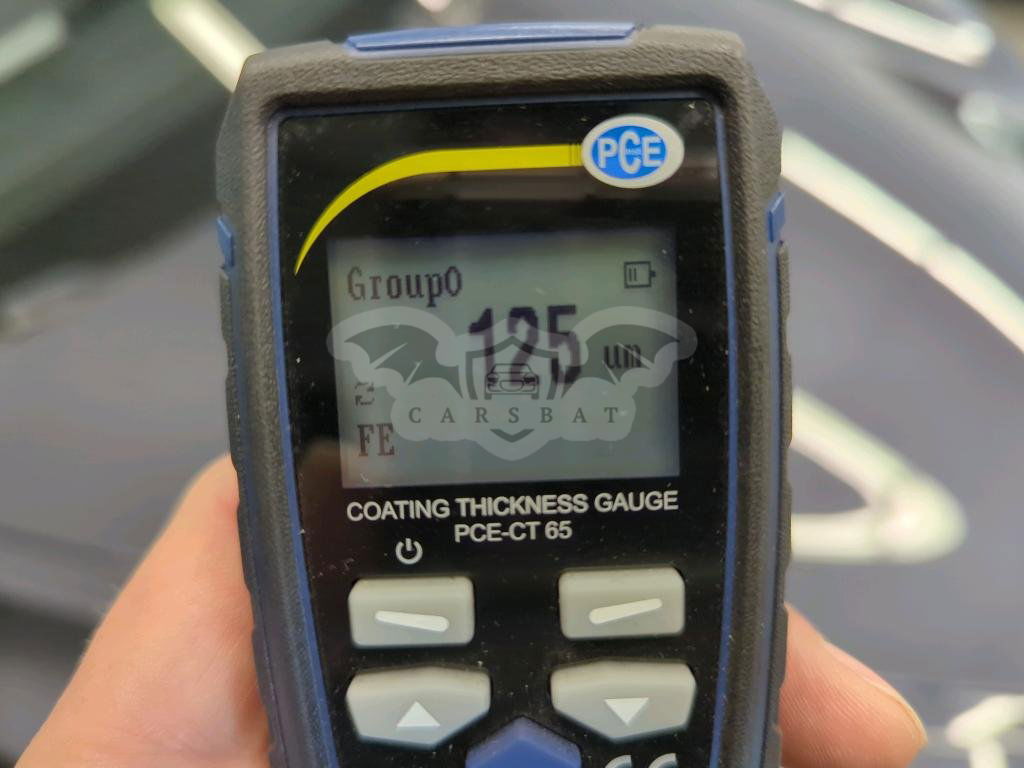 PCE
Group0
125 um
CARSBAT
FE
COATING THICKNESS GAUGE
PCE-CT 65